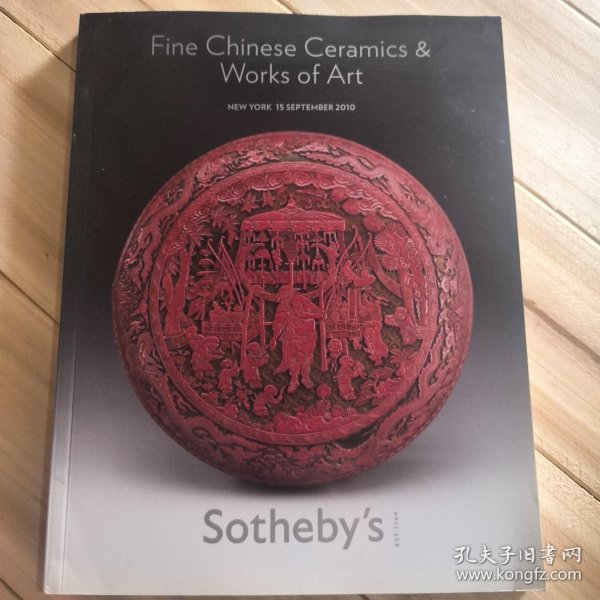 Fine Chinese Ceramics &
Works of Art
NEW YORK 15 SEPTEMBER 2010
Sotheby's
EST. 1744
孔夫子旧书网
www.kongfz.com